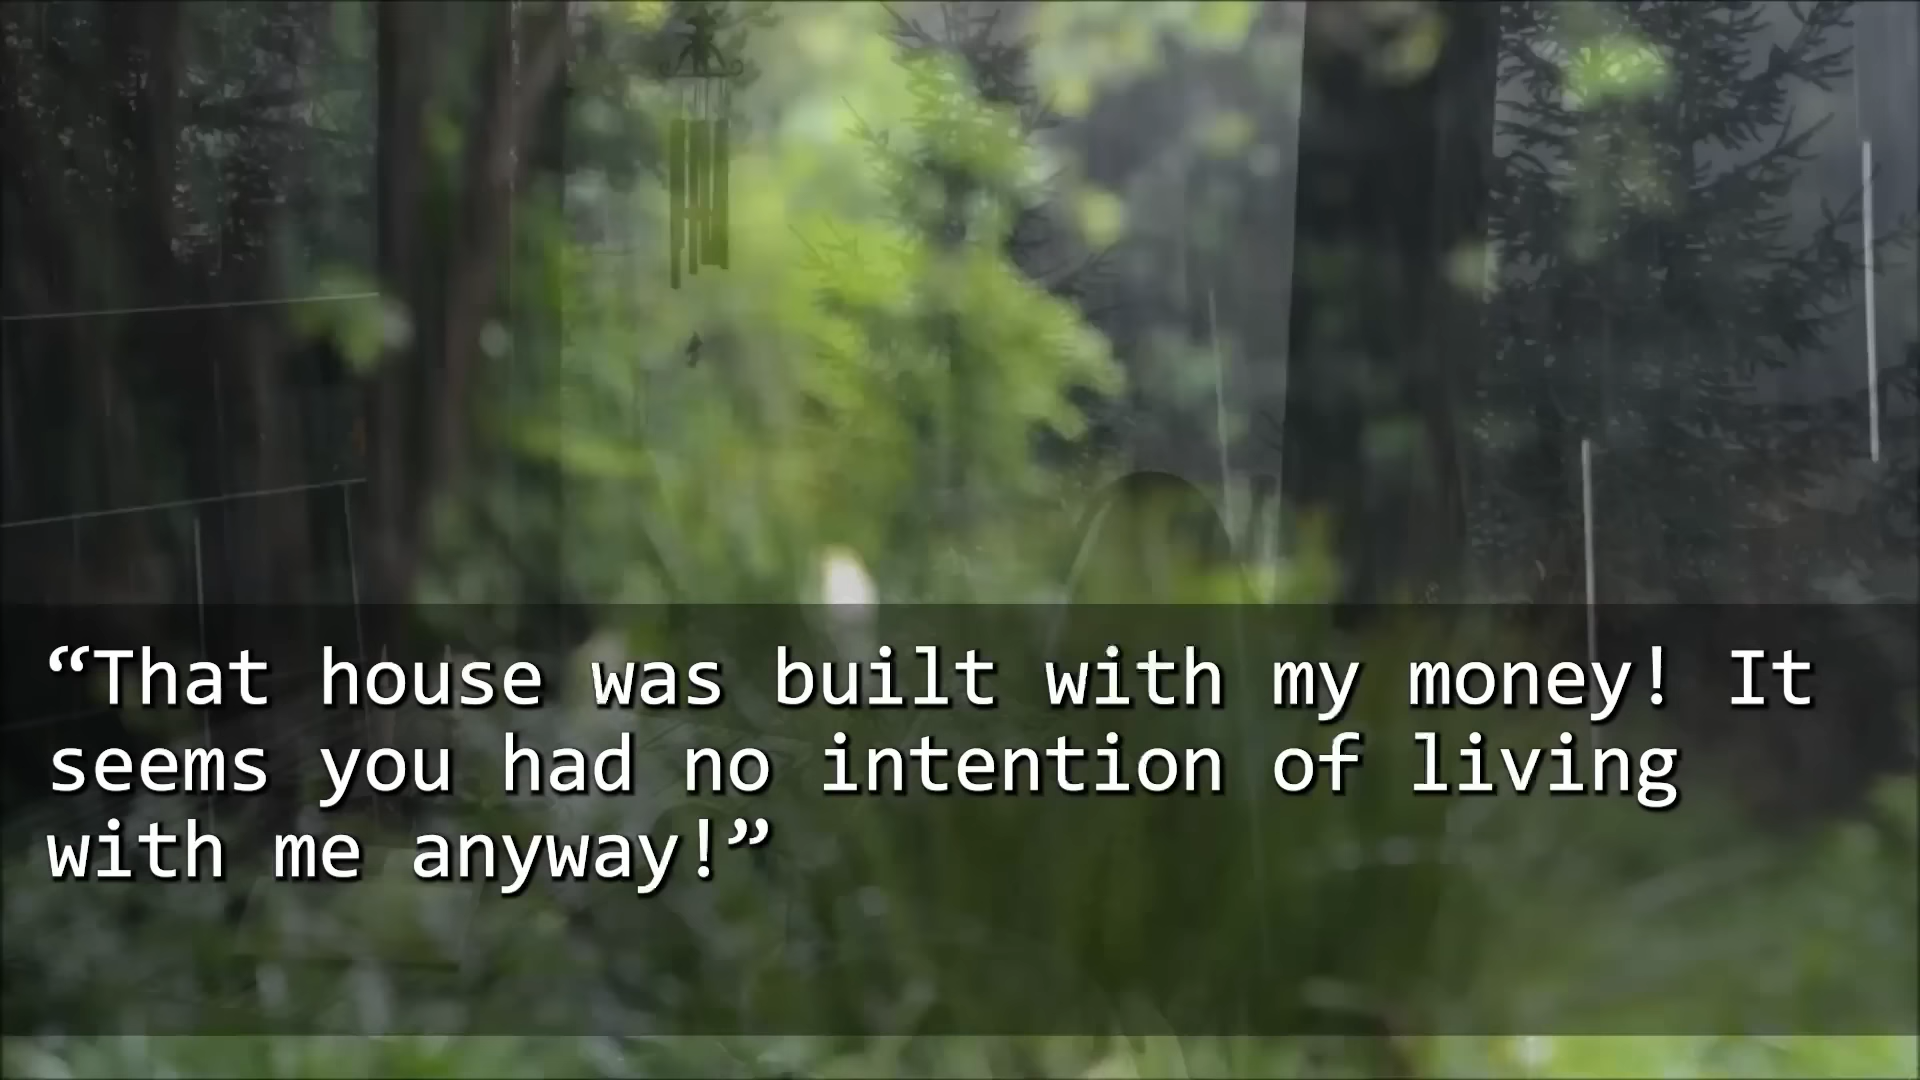 “That house was built with my money! It
seems you had no intention of living
with me anyway!”